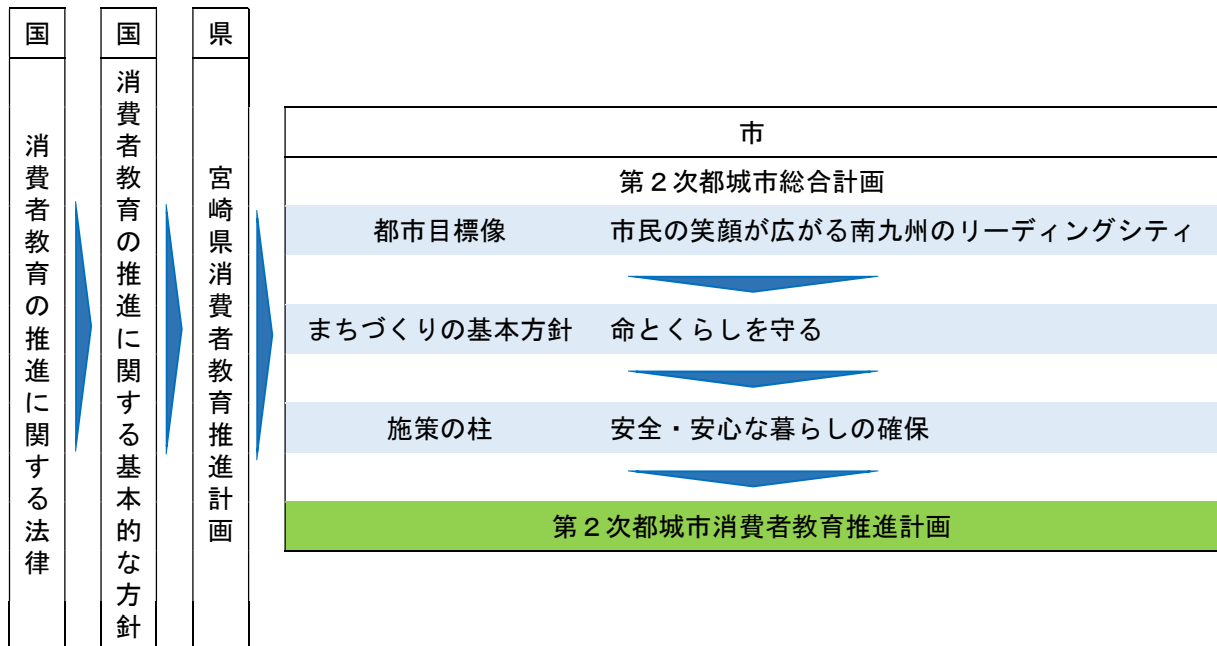 国
消費者教育の推進に関する法律
国
消費者教育の推進に関する基本的な方針
県
宮崎県消費者教育推進計画
市
第２次都城市総合計画
都市目標像 市民の笑顔が広がる南九州のリーディングシティ
まちづくりの基本方針 命とくらしを守る
施策の柱 安全・安心な暮らしの確保
第２次都城市消費者教育推進計画